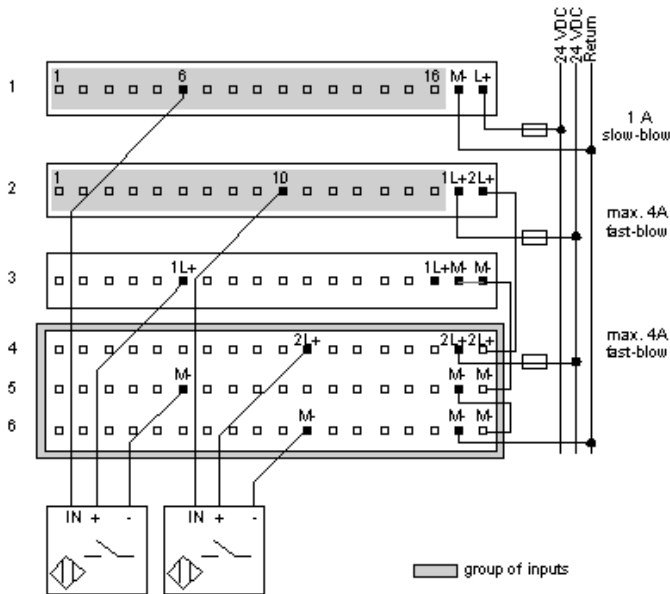 24 VDC
24 VDC
Return
1
1 6 16 M- L+
1 A
slow-blow
2
1 10 1L+ 2L+
max. 4A
fast-blow
3
1L+ 1L+ M- M-
max. 4A
fast-blow
4
2L+ 2L+ 2L+
5
M- M- M-
6
M- M- M-
IN + -
IN + -
group of inputs